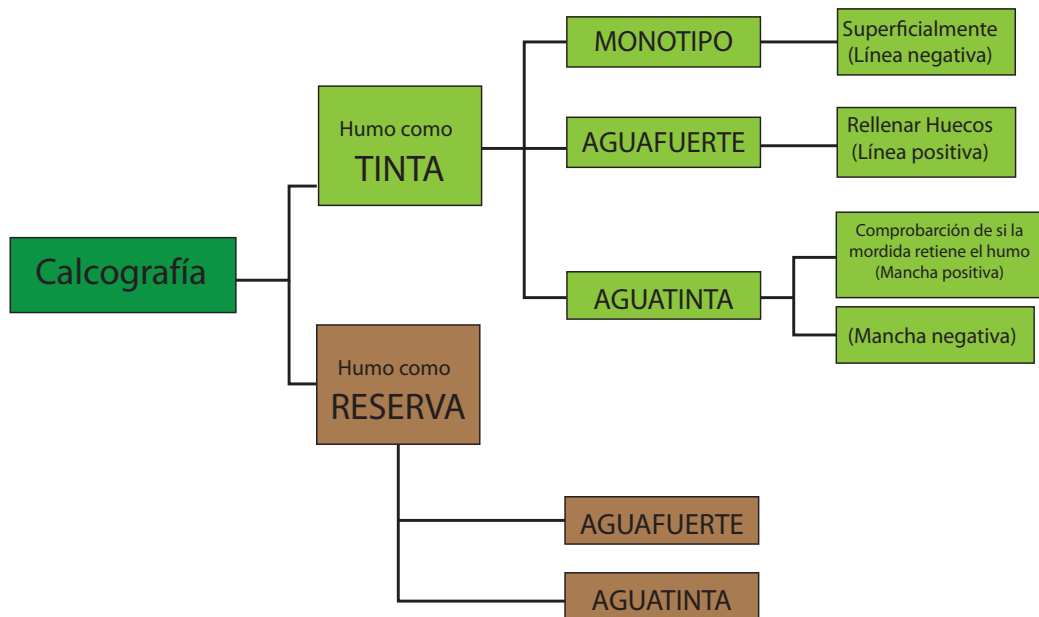 Calcografía
Humo como
TINTA
MONOTIPO
Superficialmente
(Línea negativa)
AGUAFUERTE
Rellenar Huecos
(Línea positiva)
AGUATINTA
Comprobarción de si la
mordida retiene el humo
(Mancha positiva)
(Mancha negativa)
Humo como
RESERVA
AGUAFUERTE
AGUATINTA